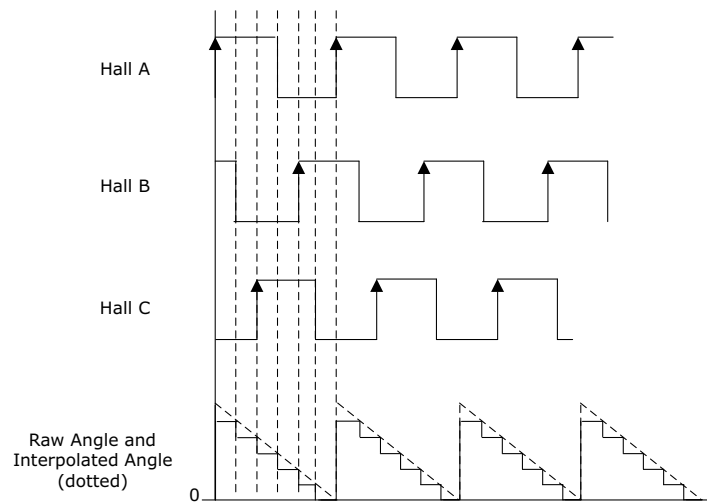 Hall A
Hall B
Hall C
Raw Angle and
Interpolated Angle
(dotted)
0